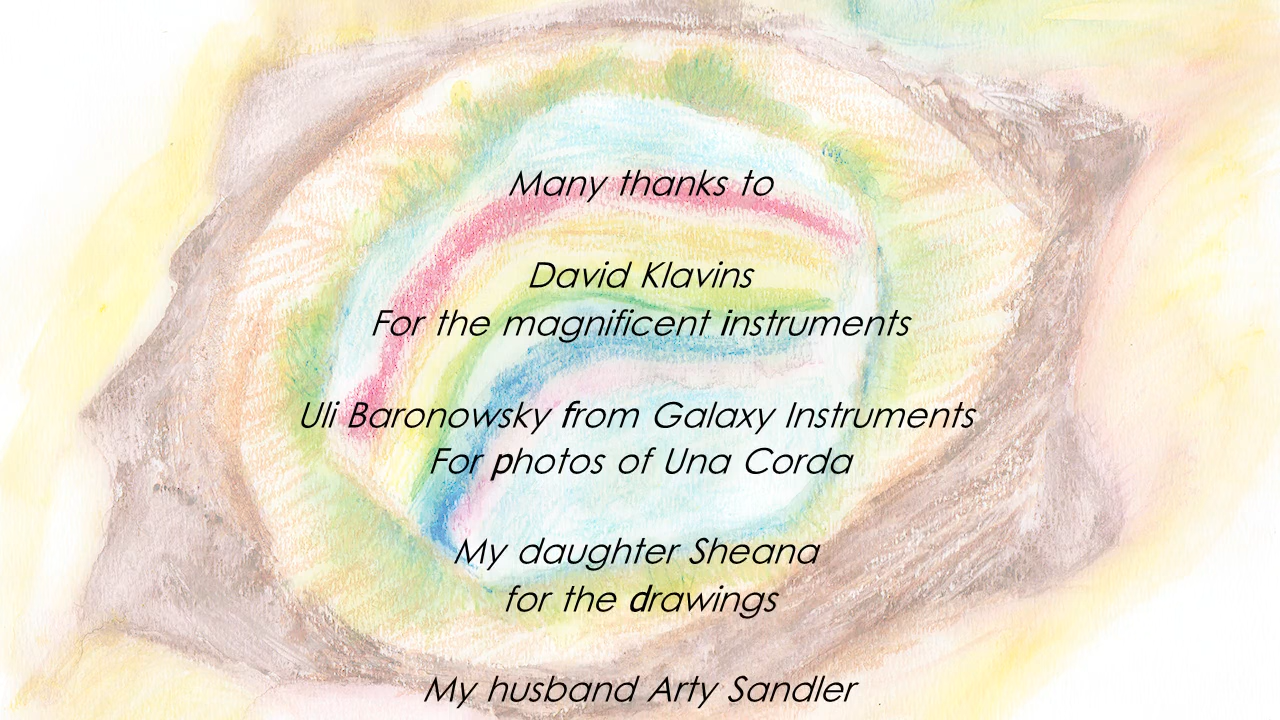 Many thanks to
David Klavins
For the magnificent instruments
Uli Baronowsky from Galaxy Instruments
For photos of Una Corda
My daughter Sheana
for the drawings
My husband Arty Sandler